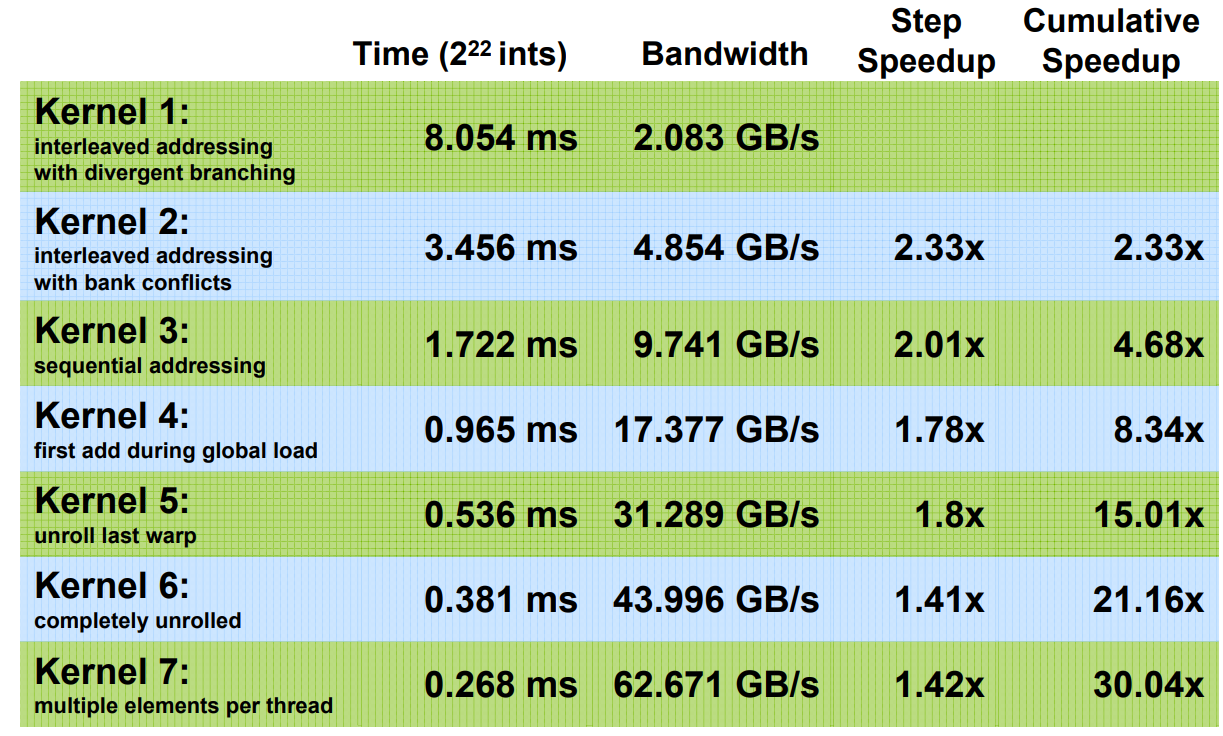 Step Cumulative
Time (2²² ints) Bandwidth Speedup Speedup
Kernel 1:
interleaved addressing
with divergent branching
8.054 ms 2.083 GB/s
Kernel 2:
interleaved addressing
with bank conflicts
3.456 ms 4.854 GB/s 2.33x 2.33x
Kernel 3:
sequential addressing
1.722 ms 9.741 GB/s 2.01x 4.68x
Kernel 4:
first add during global load
0.965 ms 17.377 GB/s 1.78x 8.34x
Kernel 5:
unroll last warp
0.536 ms 31.289 GB/s 1.8x 15.01x
Kernel 6:
completely unrolled
0.381 ms 43.996 GB/s 1.41x 21.16x
Kernel 7:
multiple elements per thread
0.268 ms 62.671 GB/s 1.42x 30.04x